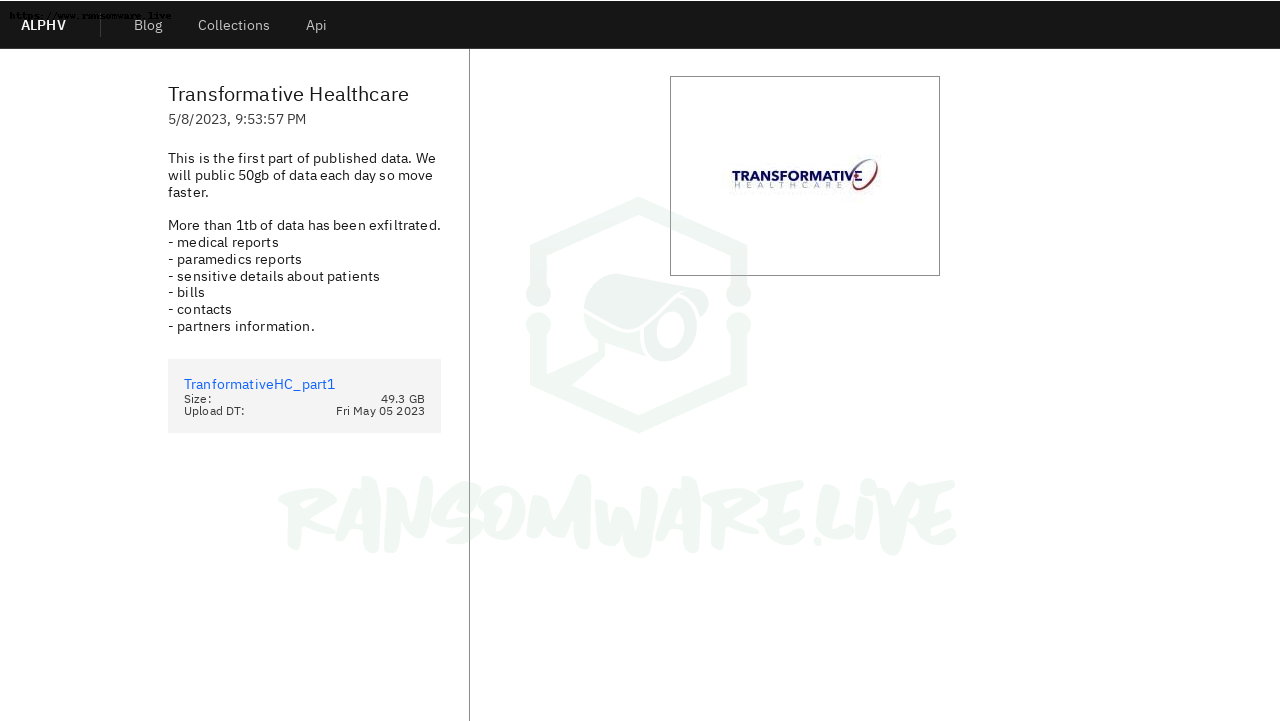 https://www.ransomware.live
ALPHV Blog Collections Api
Transformative Healthcare
5/8/2023, 9:53:57 PM
This is the first part of published data. We
will public 50gb of data each day so move
faster.
More than 1tb of data has been exfiltrated.
- medical reports
- paramedics reports
- sensitive details about patients
- bills
- contacts
- partners information.
TranformativeHC_part1
Size: 49.3 GB
Upload DT: Fri May 05 2023
TRANSFORMATIVE
HEALTHCARE
RANSOMWARE.LIVE